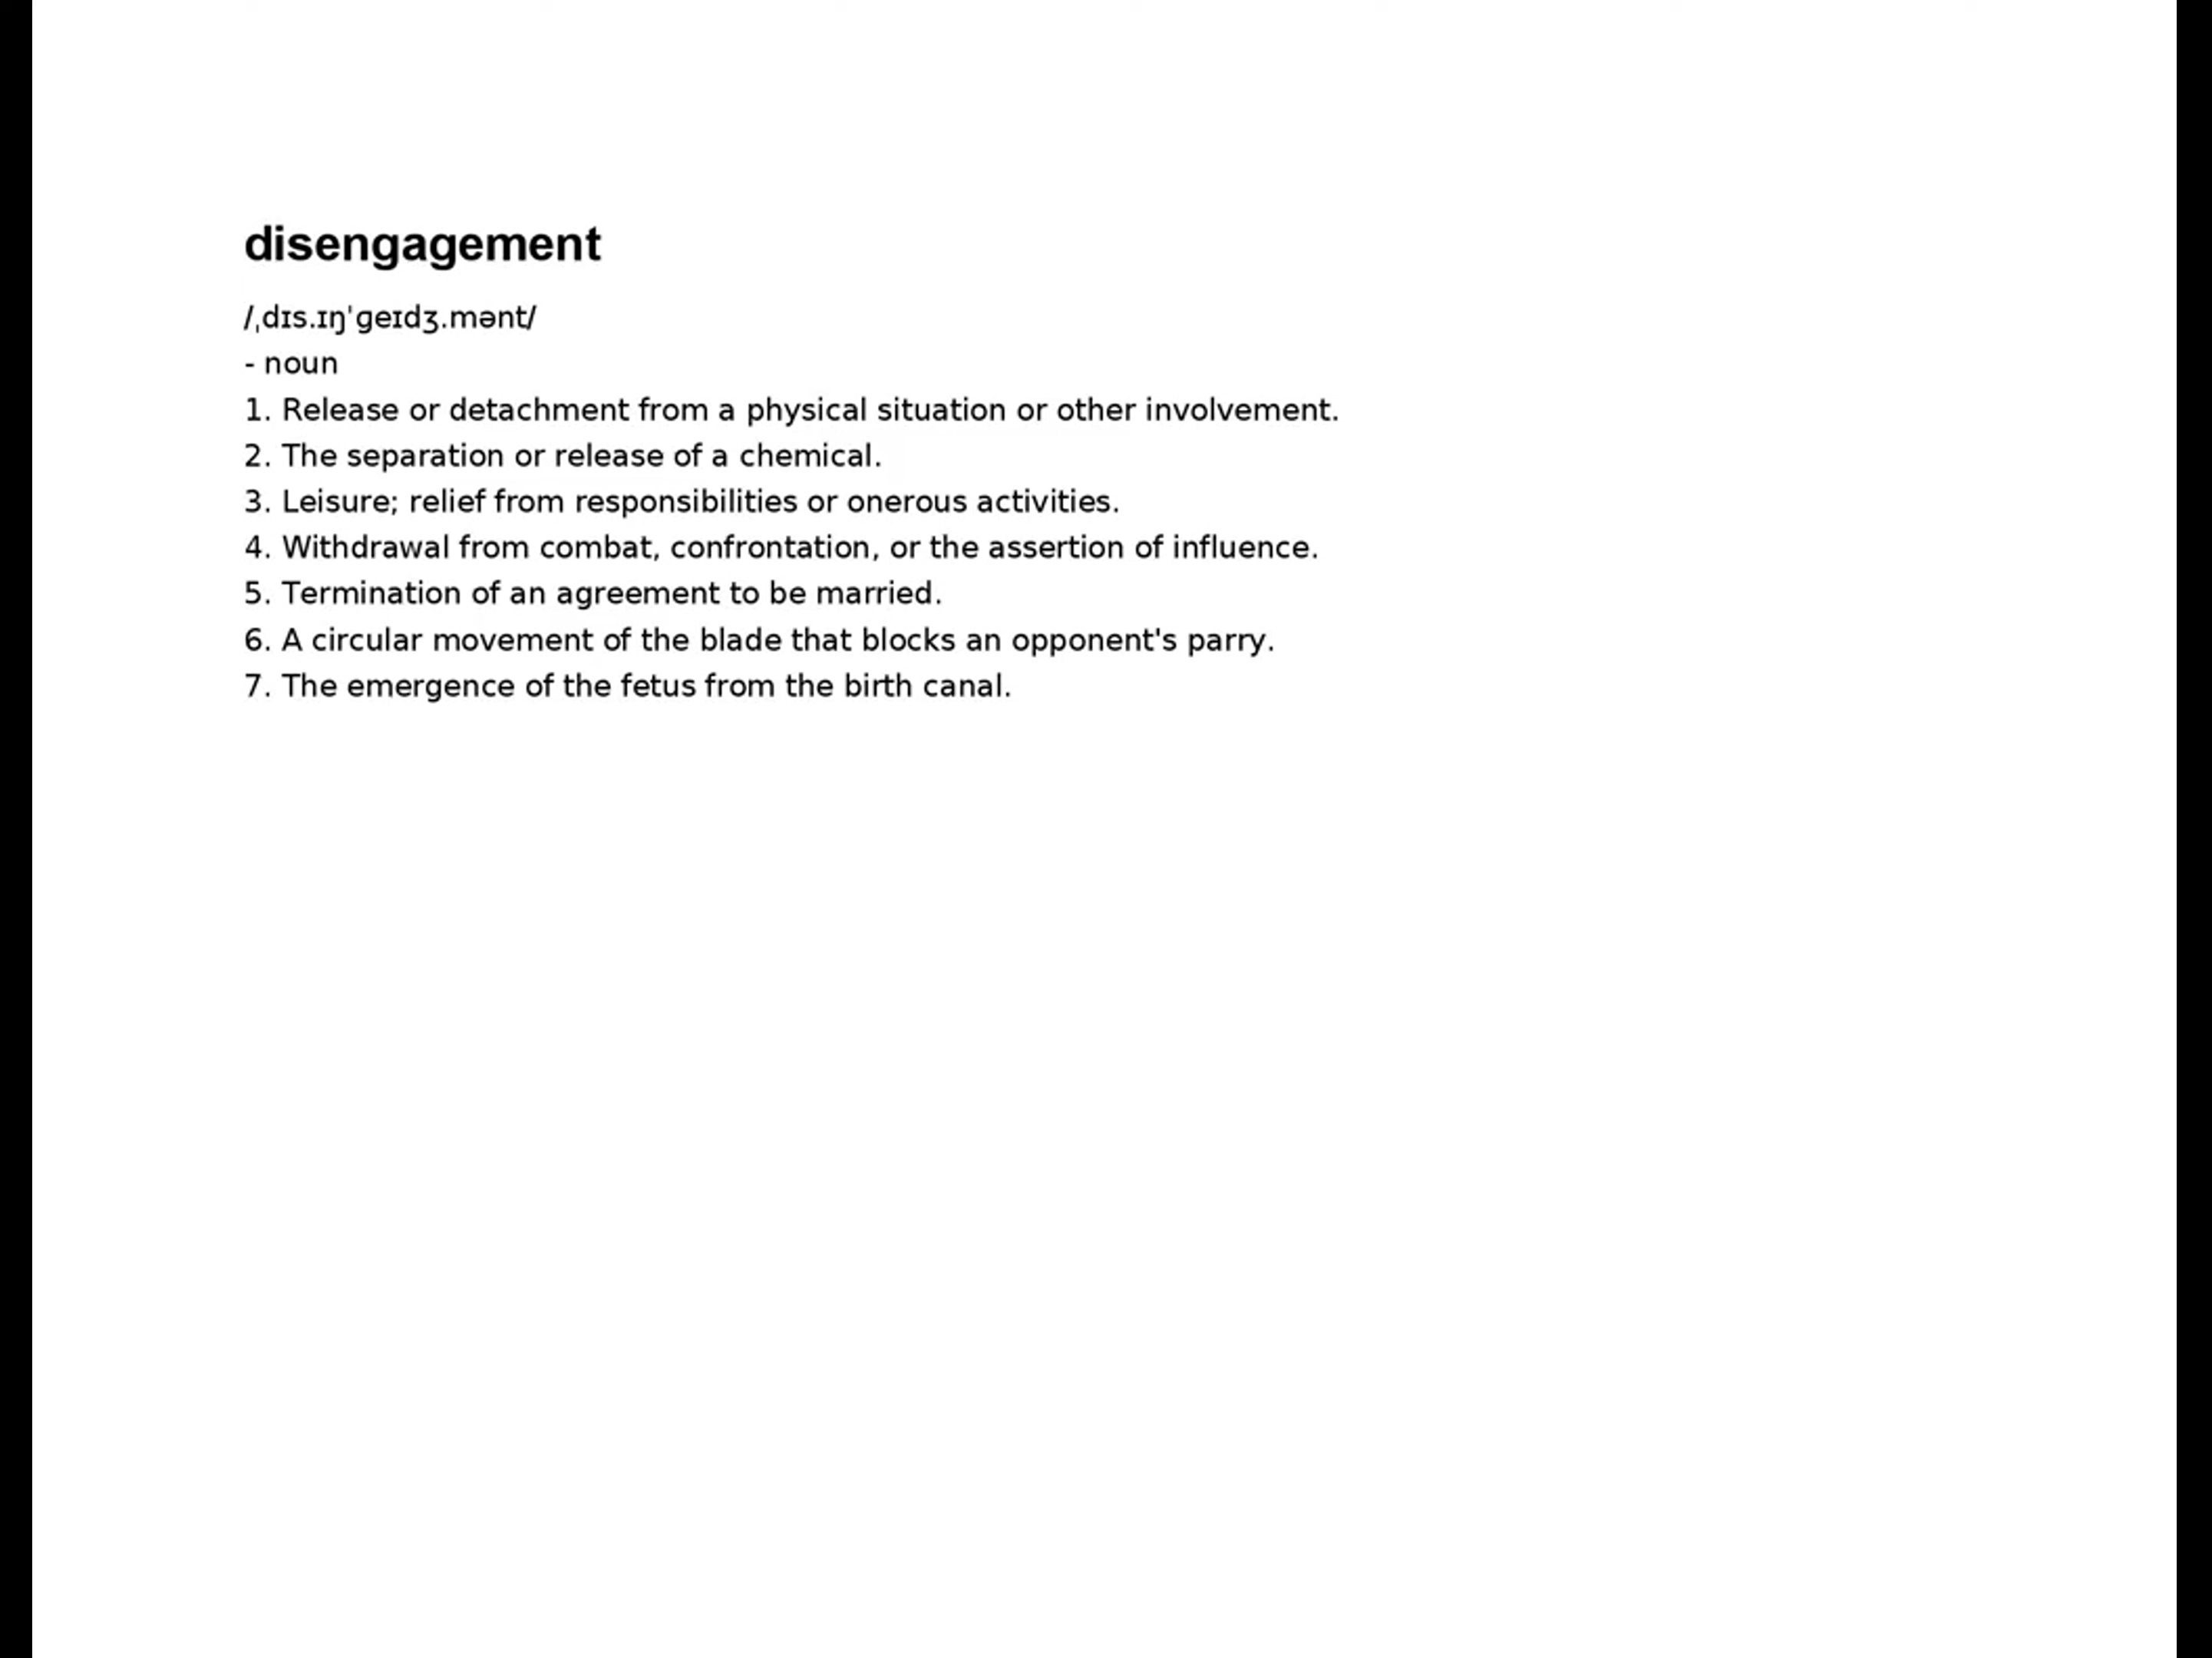 disengagement
/ˌdɪs.ɪŋˈgeɪdʒ.mənt/
- noun
1. Release or detachment from a physical situation or other involvement.
2. The separation or release of a chemical.
3. Leisure; relief from responsibilities or onerous activities.
4. Withdrawal from combat, confrontation, or the assertion of influence.
5. Termination of an agreement to be married.
6. A circular movement of the blade that blocks an opponent's parry.
7. The emergence of the fetus from the birth canal.